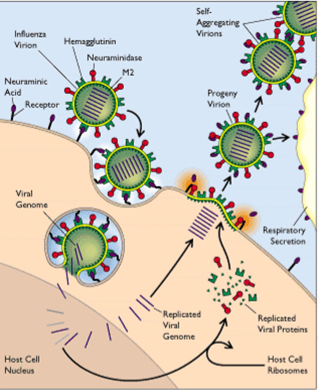 Self-
Aggregating
Virions
Influenza
Virion
Hemagglutinin
Neuraminidase
M2
Neuraminic
Acid
Receptor
Progeny
Virion
Viral
Genome
Respiratory
Secretion
Replicated
Viral
Genome
Replicated
Viral Proteins
Host Cell
Nucleus
Host Cell
Ribosomes